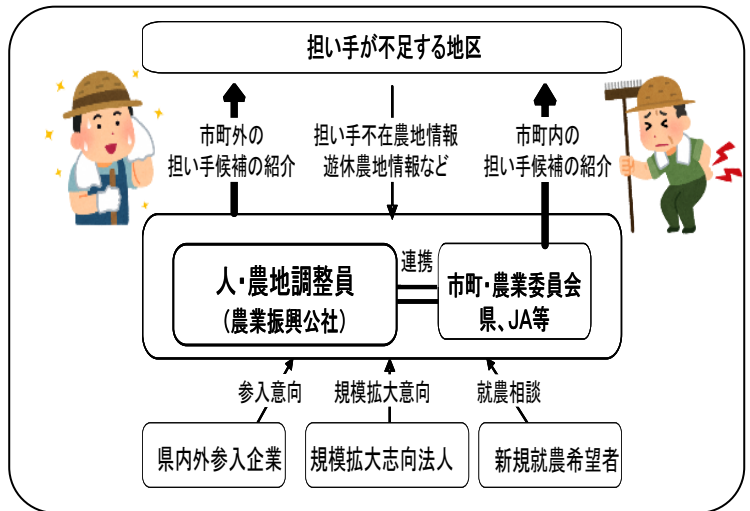 担い手が不足する地区
市町外の
担い手候補の紹介
担い手不在農地情報
遊休農地情報など
市町内の
担い手候補の紹介
人・農地調整員
（農業振興公社）
連携
市町・農業委員会
県、JA等
参入意向
規模拡大意向
就農相談
県内外参入企業
規模拡大志向法人
新規就農希望者